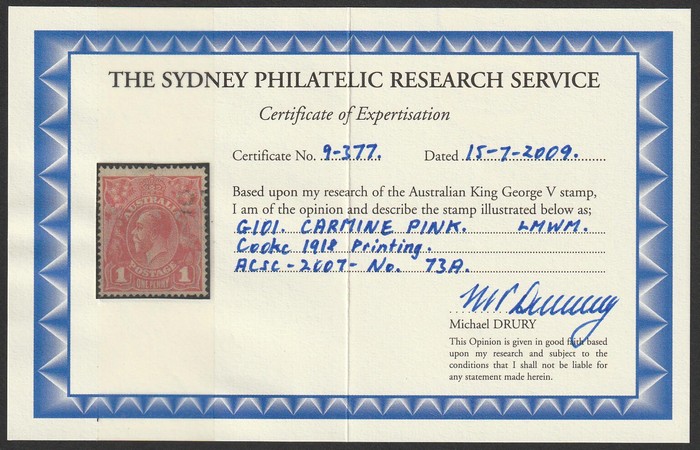 THE SYDNEY PHILATELIC RESEARCH SERVICE
Certificate of Expertisation
Certificate No. 9-377. Dated 15-7-2009.
Based upon my research of the Australian King George V stamp,
I am of the opinion and describe the stamp illustrated below as;
G101. CARMINE PINK. LMWM.
Cooke 1918 Printing.
ACSC-2007- No. 73A.
AUSTRALIA
POSTAGE
1 1
ONE PENNY
Michael DRURY
This Opinion is given in good faith based
upon my research and subject to the
conditions that I shall not be liable for
any statement made herein.